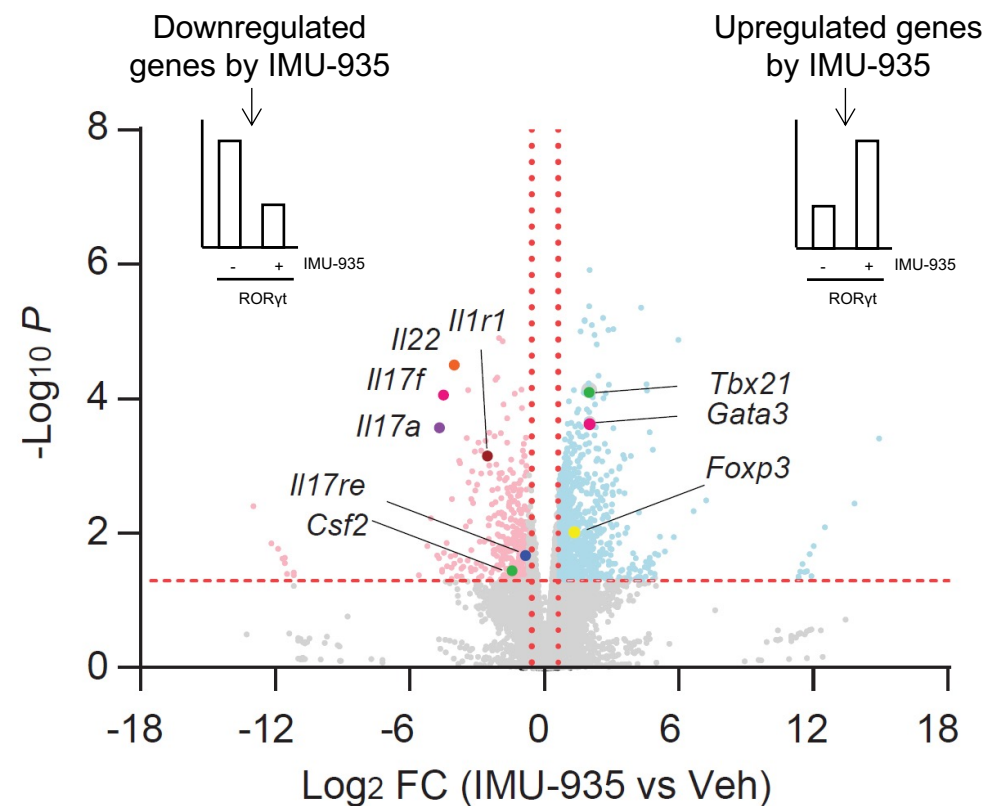 Downregulated
genes by IMU-935
Upregulated genes
by IMU-935
- + IMU-935
RORγt
- + IMU-935
RORγt
8
6
4
2
0
-Log10 P
Il1r1
Il22
Il17f
Il17a
Il17re
Csf2
Tbx21
Gata3
Foxp3
-18 -12 -6 0 6 12 18
Log2 FC (IMU-935 vs Veh)